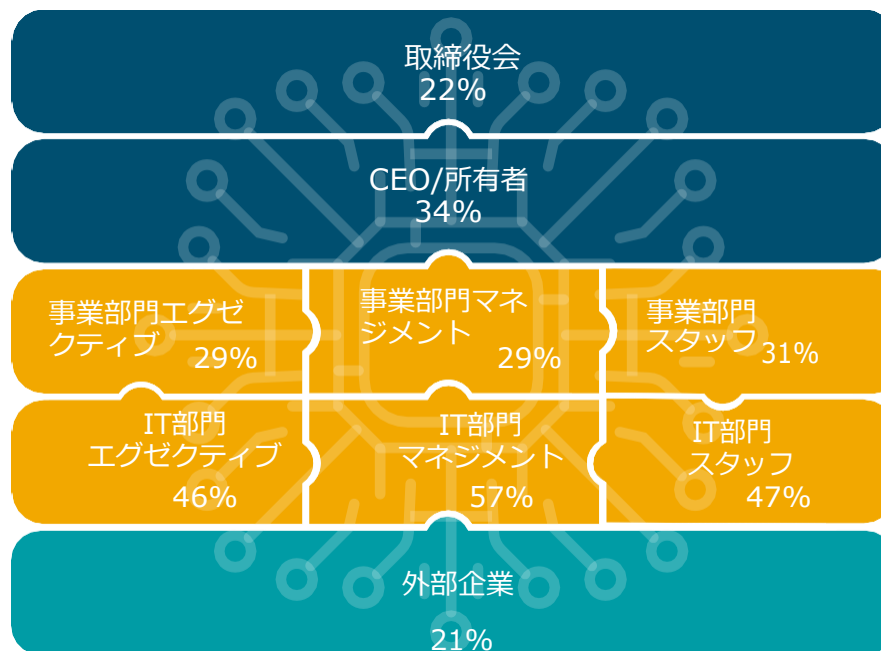 取締役会
22%
CEO/所有者
34%
事業部門エグゼ
クティブ
29%
事業部門マネ
ジメント
29%
事業部門
スタッフ
31%
IT部門
エグゼクティブ
46%
IT部門
マネジメント
57%
IT部門
スタッフ
47%
外部企業
21%